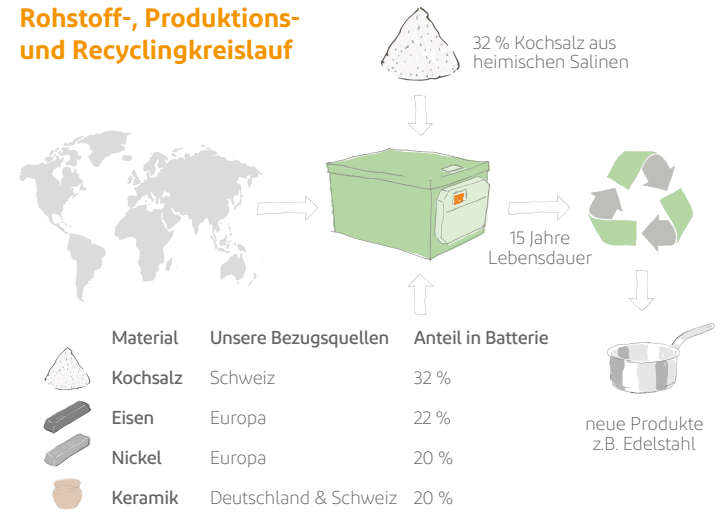 Rohstoff-, Produktions-
und Recyclingkreislauf
32 % Kochsalz aus
heimischen Salinen
15 Jahre
Lebensdauer
Material Unsere Bezugsquellen Anteil in Batterie
Kochsalz Schweiz 32 %
Eisen Europa 22 %
Nickel Europa 20 %
Keramik Deutschland & Schweiz 20 %
neue Produkte
z.B. Edelstahl